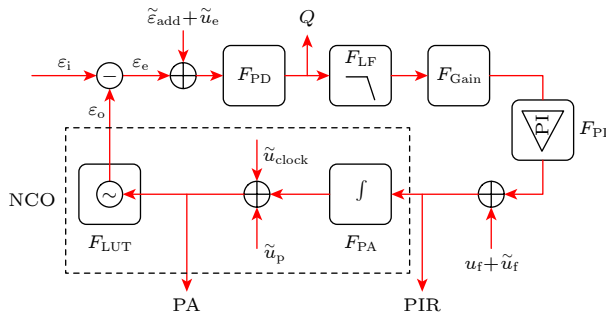 ε̃_add+ũ_e
Q
F_LF
ε_i
−
ε_e
F_PD
F_Gain
ε_o
PI
F_PI
ũ_clock
NCO
∼
∫
F_LUT
ũ_p
F_PA
u_f+ũ_f
PA
PIR